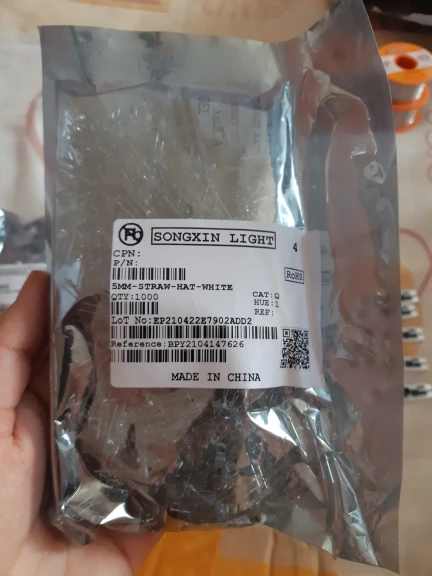 SONGXIN LIGHT
4
CPN:
P/N:
RoHS
5MM-STRAW-HAT-WHITE
QTY:1000
CAT:Q
HUE:1
REF:
LoT No:EP210422E7902ADD2
Reference:BPY2104147626
MADE IN CHINA